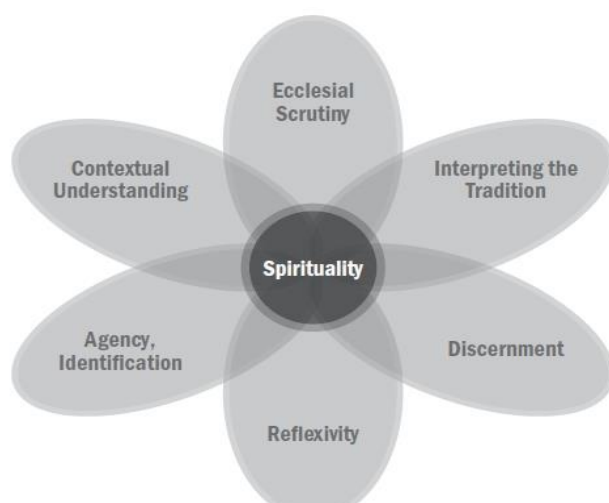 Ecclesial
Scrutiny
Contextual
Understanding
Interpreting the
Tradition
Spirituality
Agency,
Identification
Discernment
Reflexivity